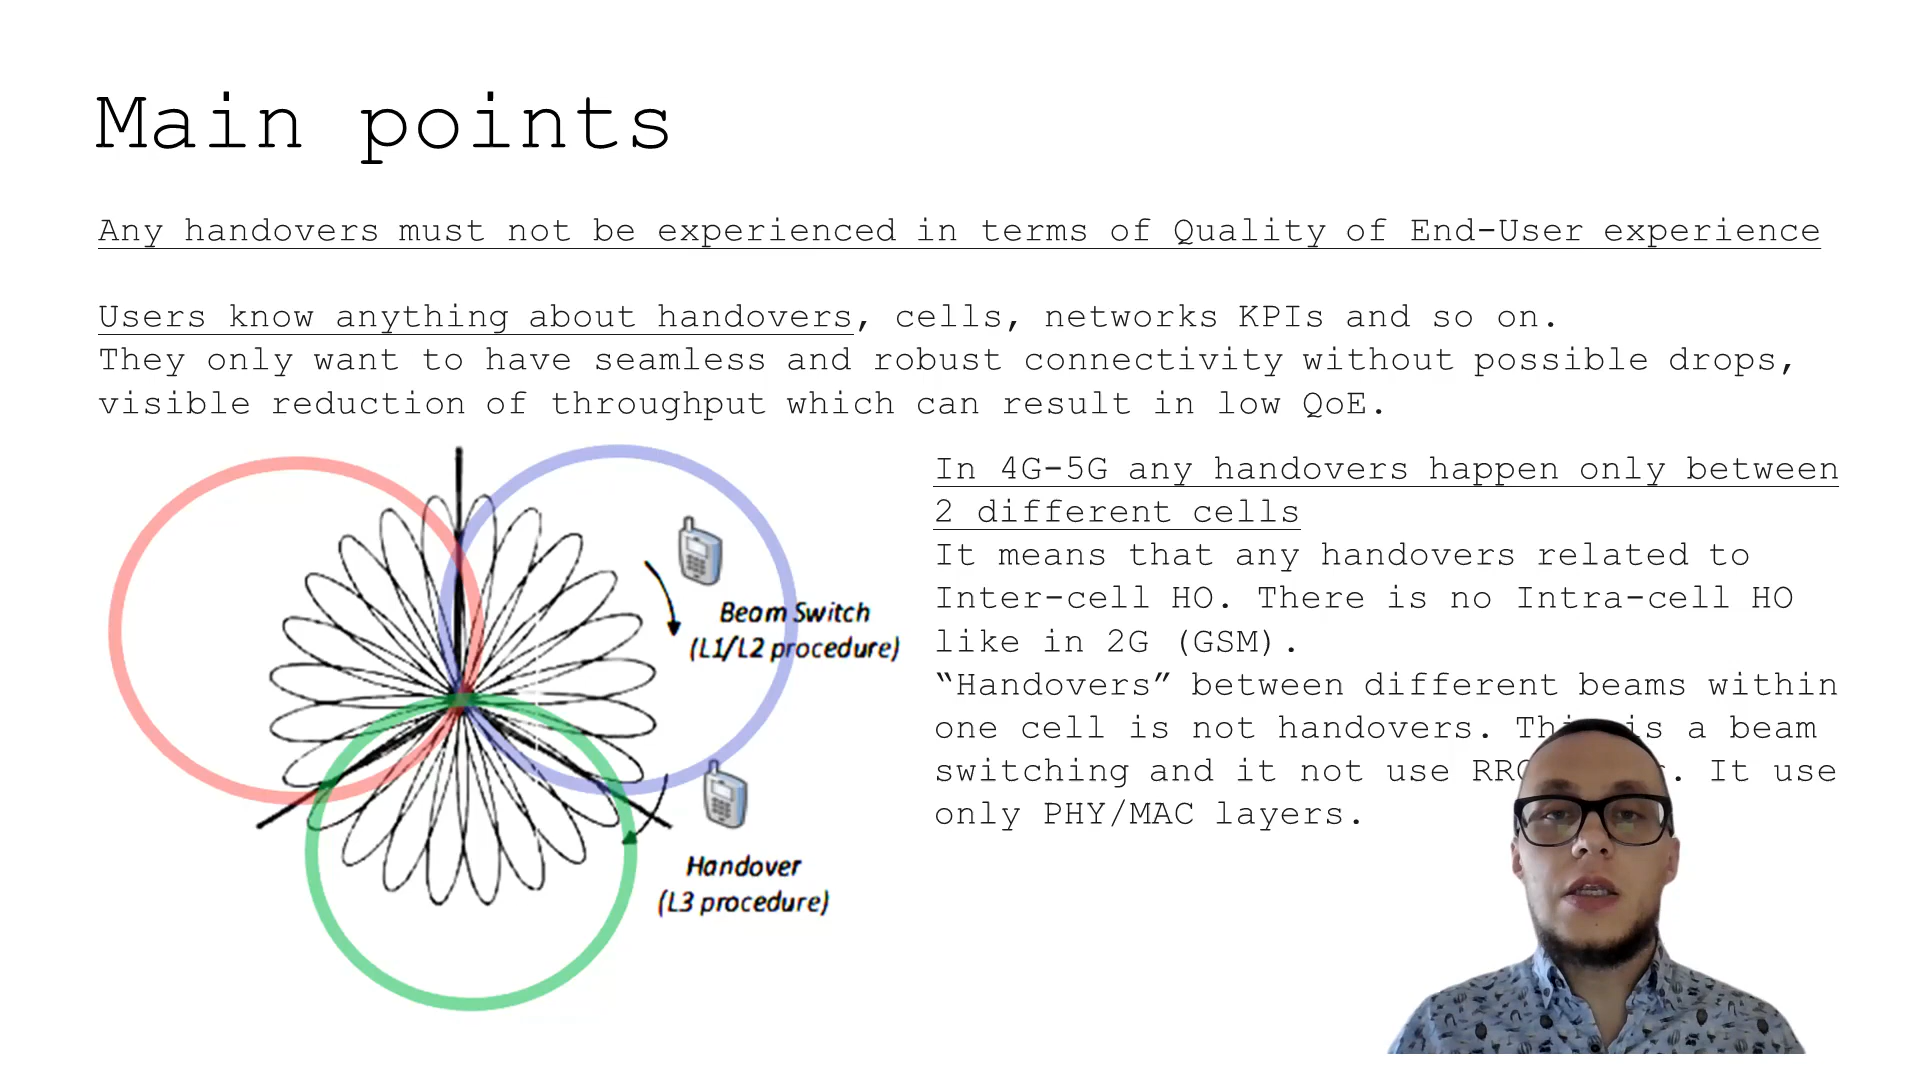 Main points
Any handovers must not be experienced in terms of Quality of End-User experience
Users know anything about handovers, cells, networks KPIs and so on.
They only want to have seamless and robust connectivity without possible drops,
visible reduction of throughput which can result in low QoE.
In 4G-5G any handovers happen only between
2 different cells
It means that any handovers related to
Inter-cell HO. There is no Intra-cell HO
like in 2G (GSM).
“Handovers” between different beams within
one cell is not handovers. is a beam
switching and it not use . It use
only PHY/MAC layers.
Beam Switch
(L1/L2 procedure)
Handover
(L3 procedure)